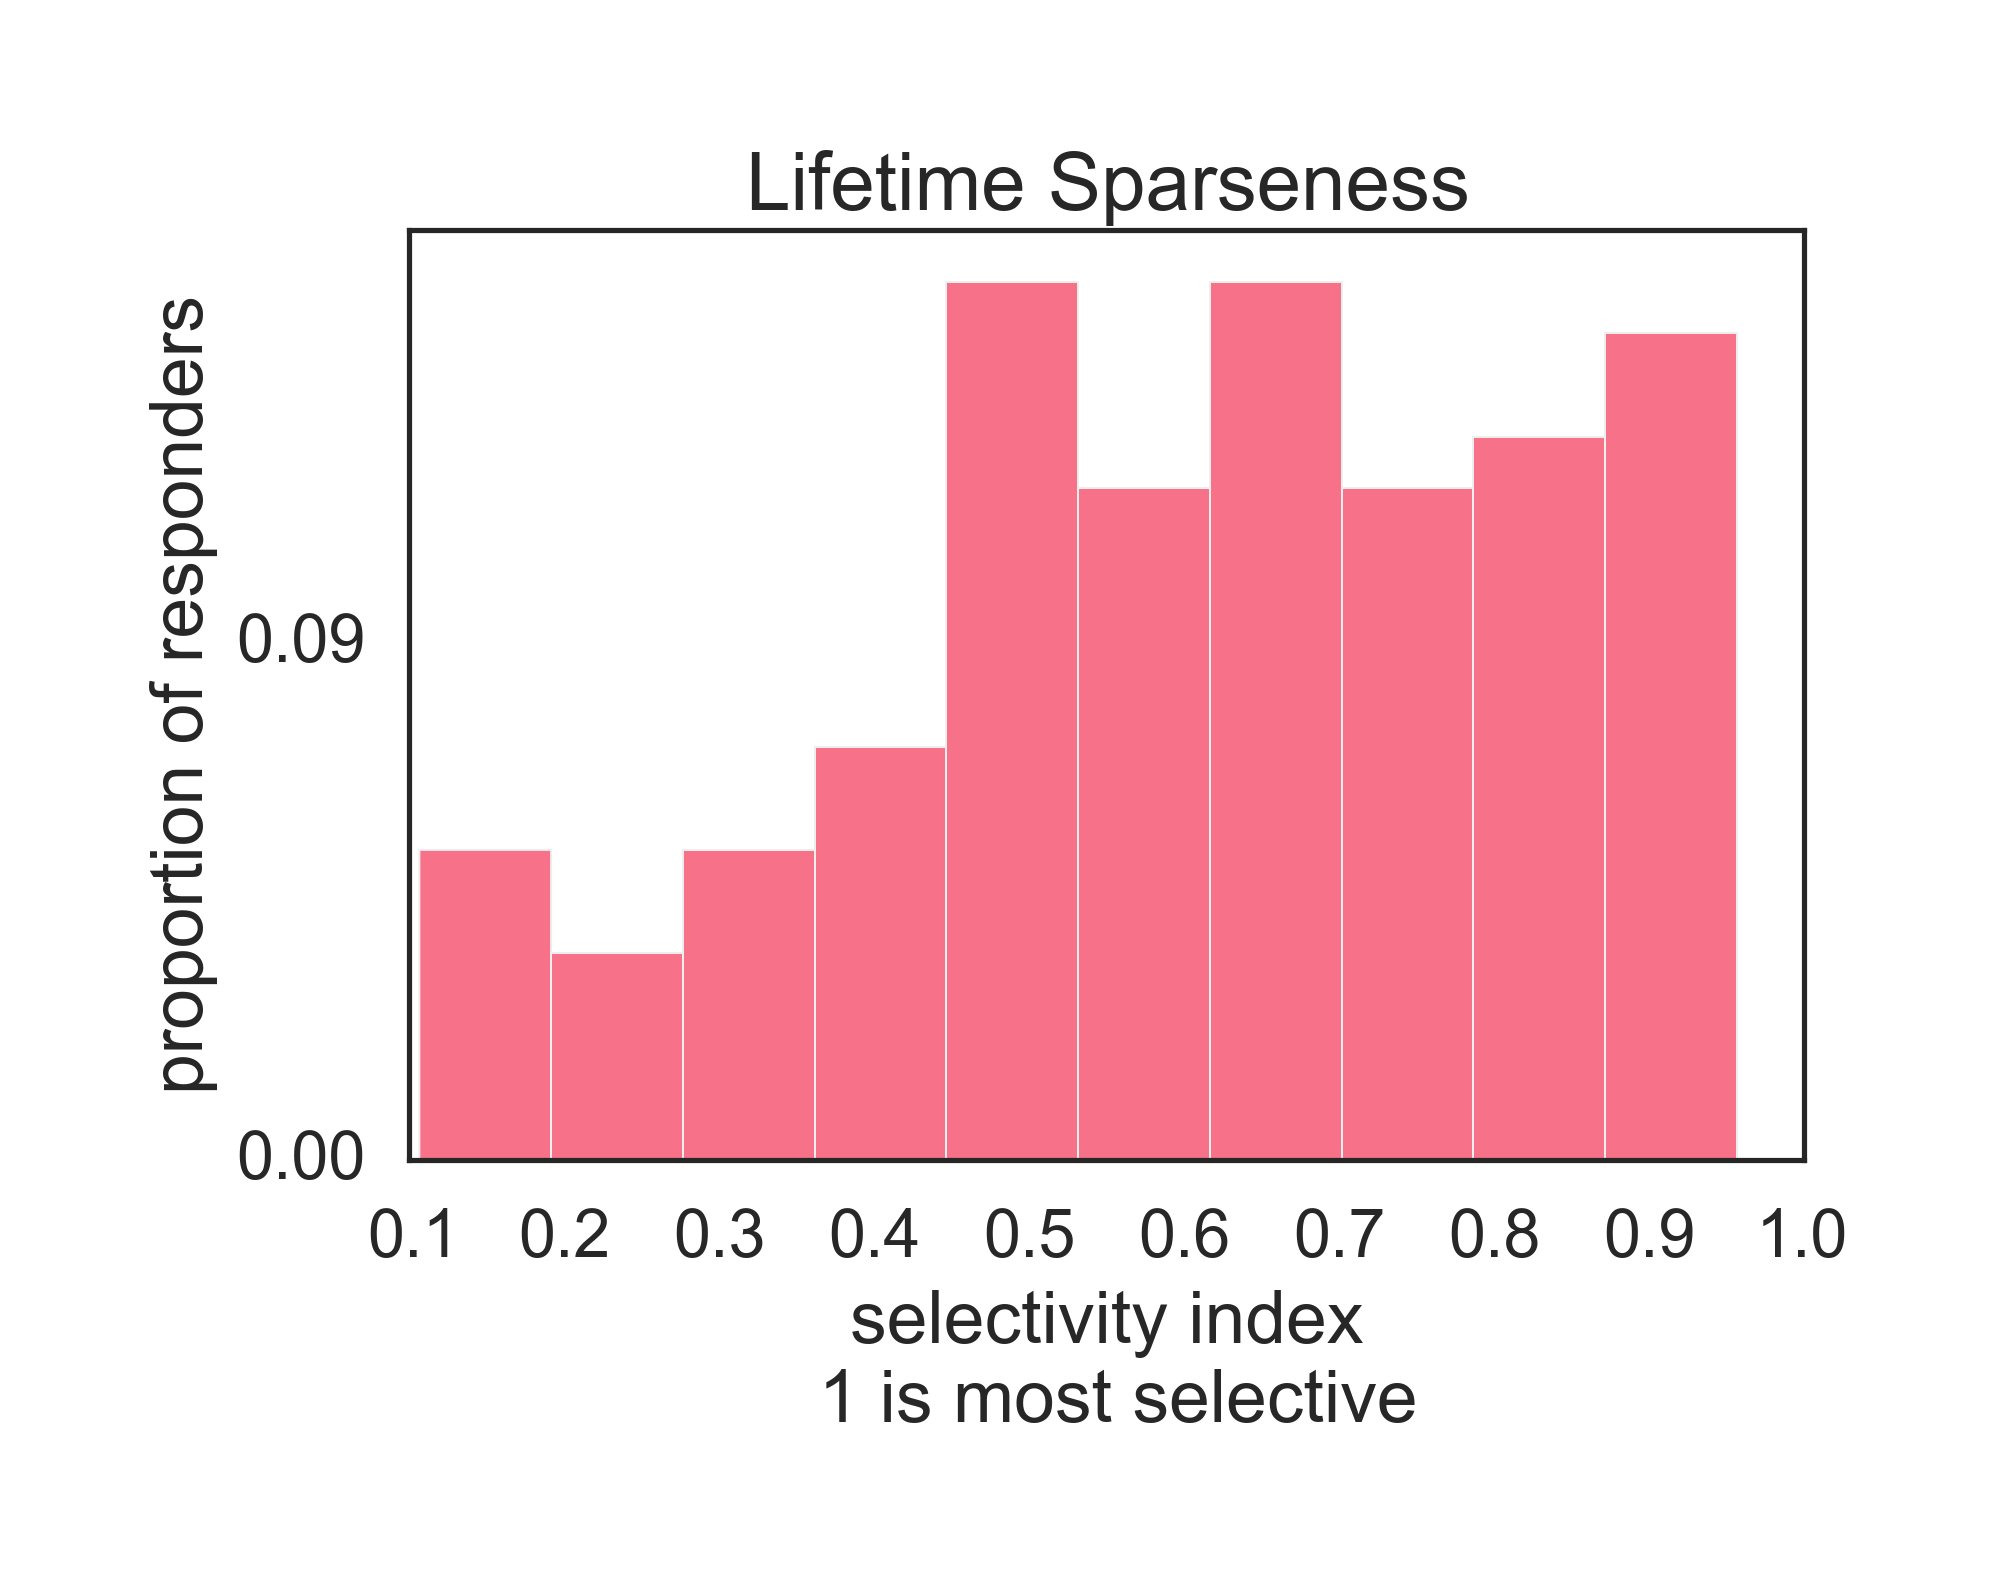 Lifetime Sparseness
proportion of responders
0.09
0.00
0.1 0.2 0.3 0.4 0.5 0.6 0.7 0.8 0.9 1.0
selectivity index
1 is most selective